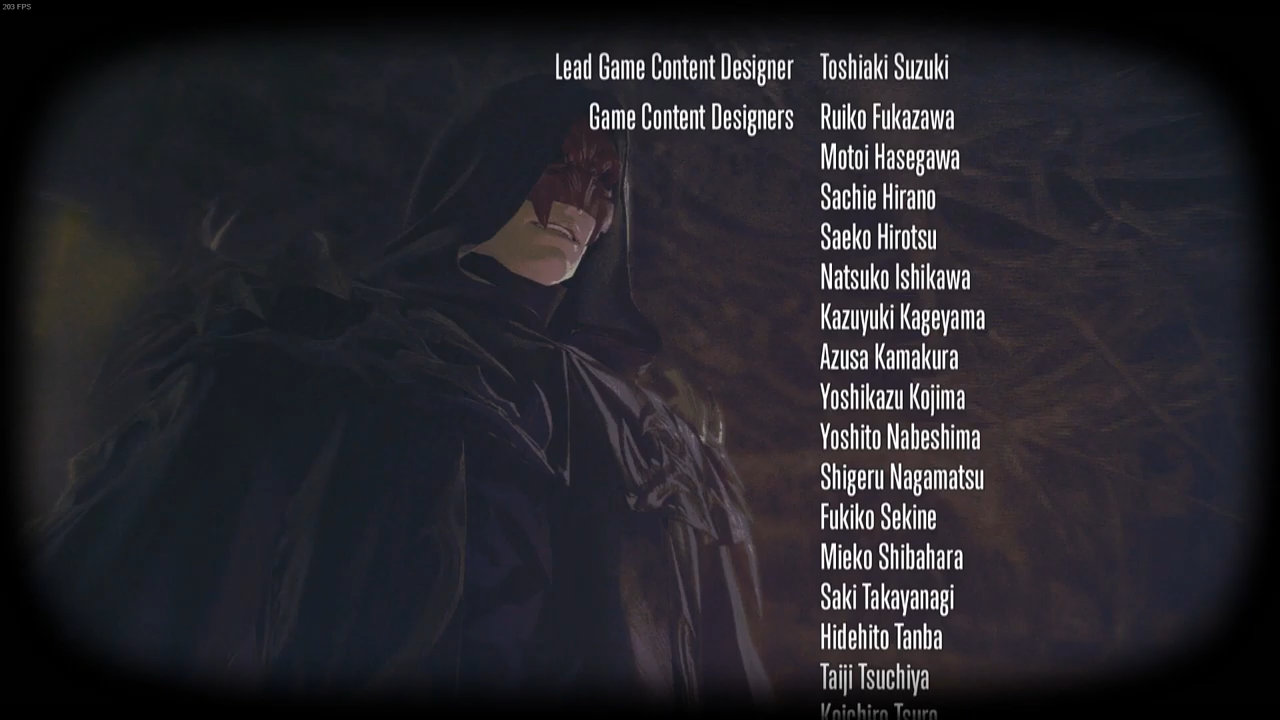 203 FPS
Lead Game Content Designer Toshiaki Suzuki
Game Content Designers Ruiko Fukazawa
Motoi Hasegawa
Sachie Hirano
Saeko Hirotsu
Natsuko Ishikawa
Kazuyuki Kageyama
Azusa Kamakura
Yoshikazu Kojima
Yoshito Nabeshima
Shigeru Nagamatsu
Fukiko Sekine
Mieko Shibahara
Saki Takayanagi
Hidehito Tanba
Taiji Tsuchiya